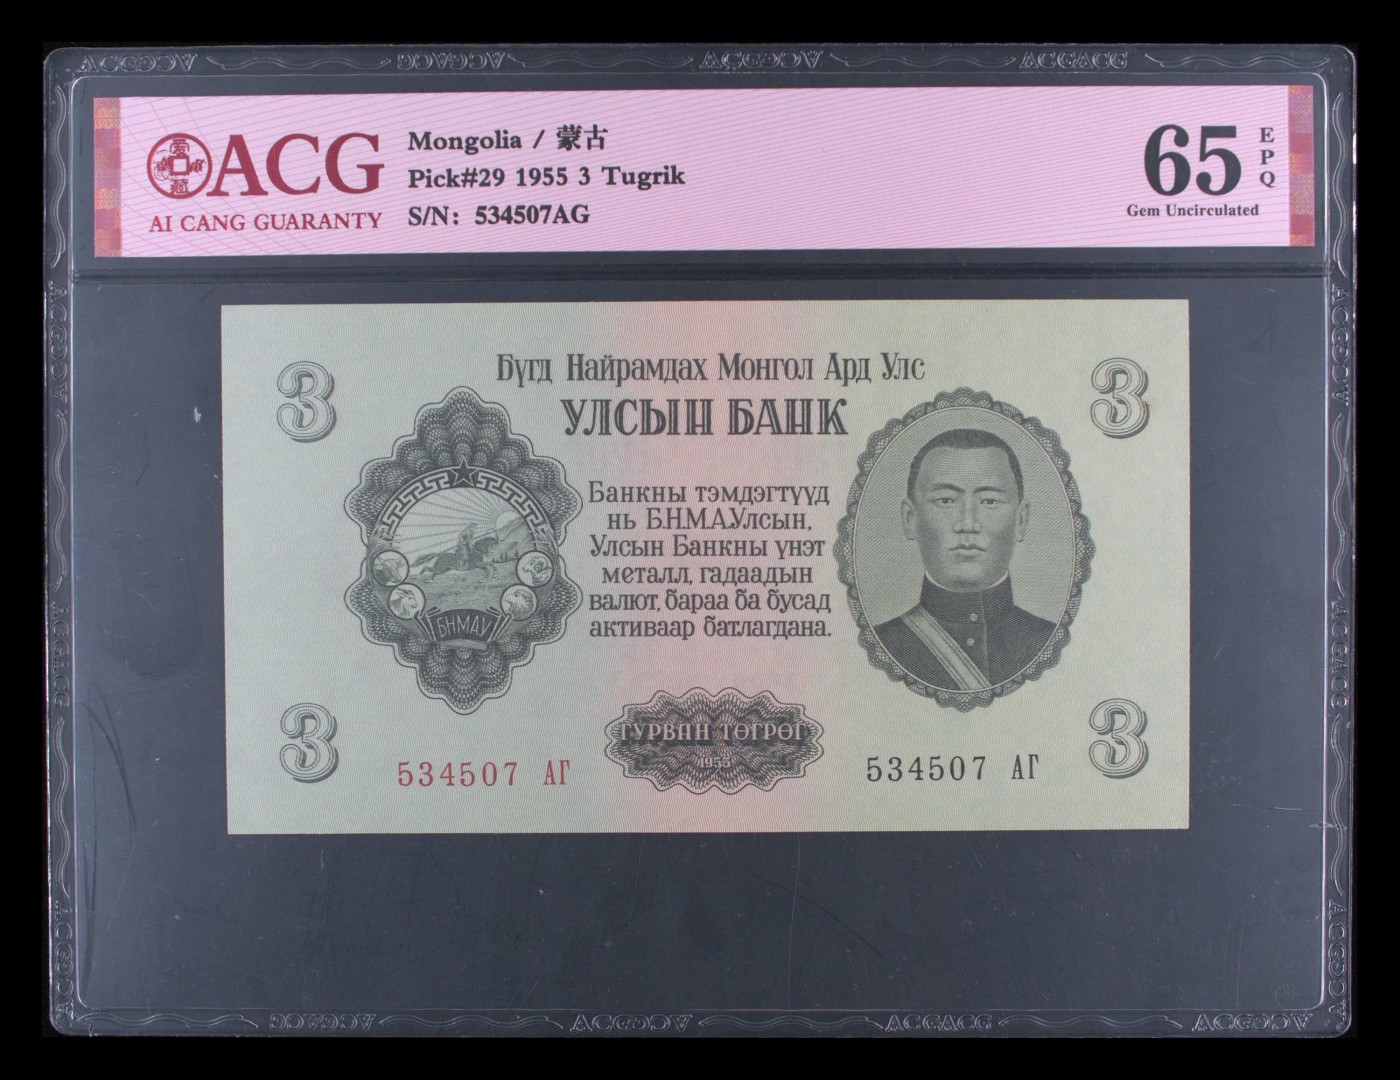 ACG
AI CANG GUARANTY
Mongolia / 蒙古
Pick#29 1955 3 Tugrik
S/N: 534507AG
65
EPQ
Gem Uncirculated
3
Бүгд Найрамдах Монгол Ард Улс
3
УЛСЫН БАНК
Банкны тэмдэгтүүд
нь Б.Н.М.А.Улсын,
Улсын Банкны үнэт
металл, гадаадын
валют, бараа ба бусад
активаар батлагдана.
БНМАУ
3
ГУРВАН ТӨГРӨГ
1955
3
534507 АГ
534507 АГ